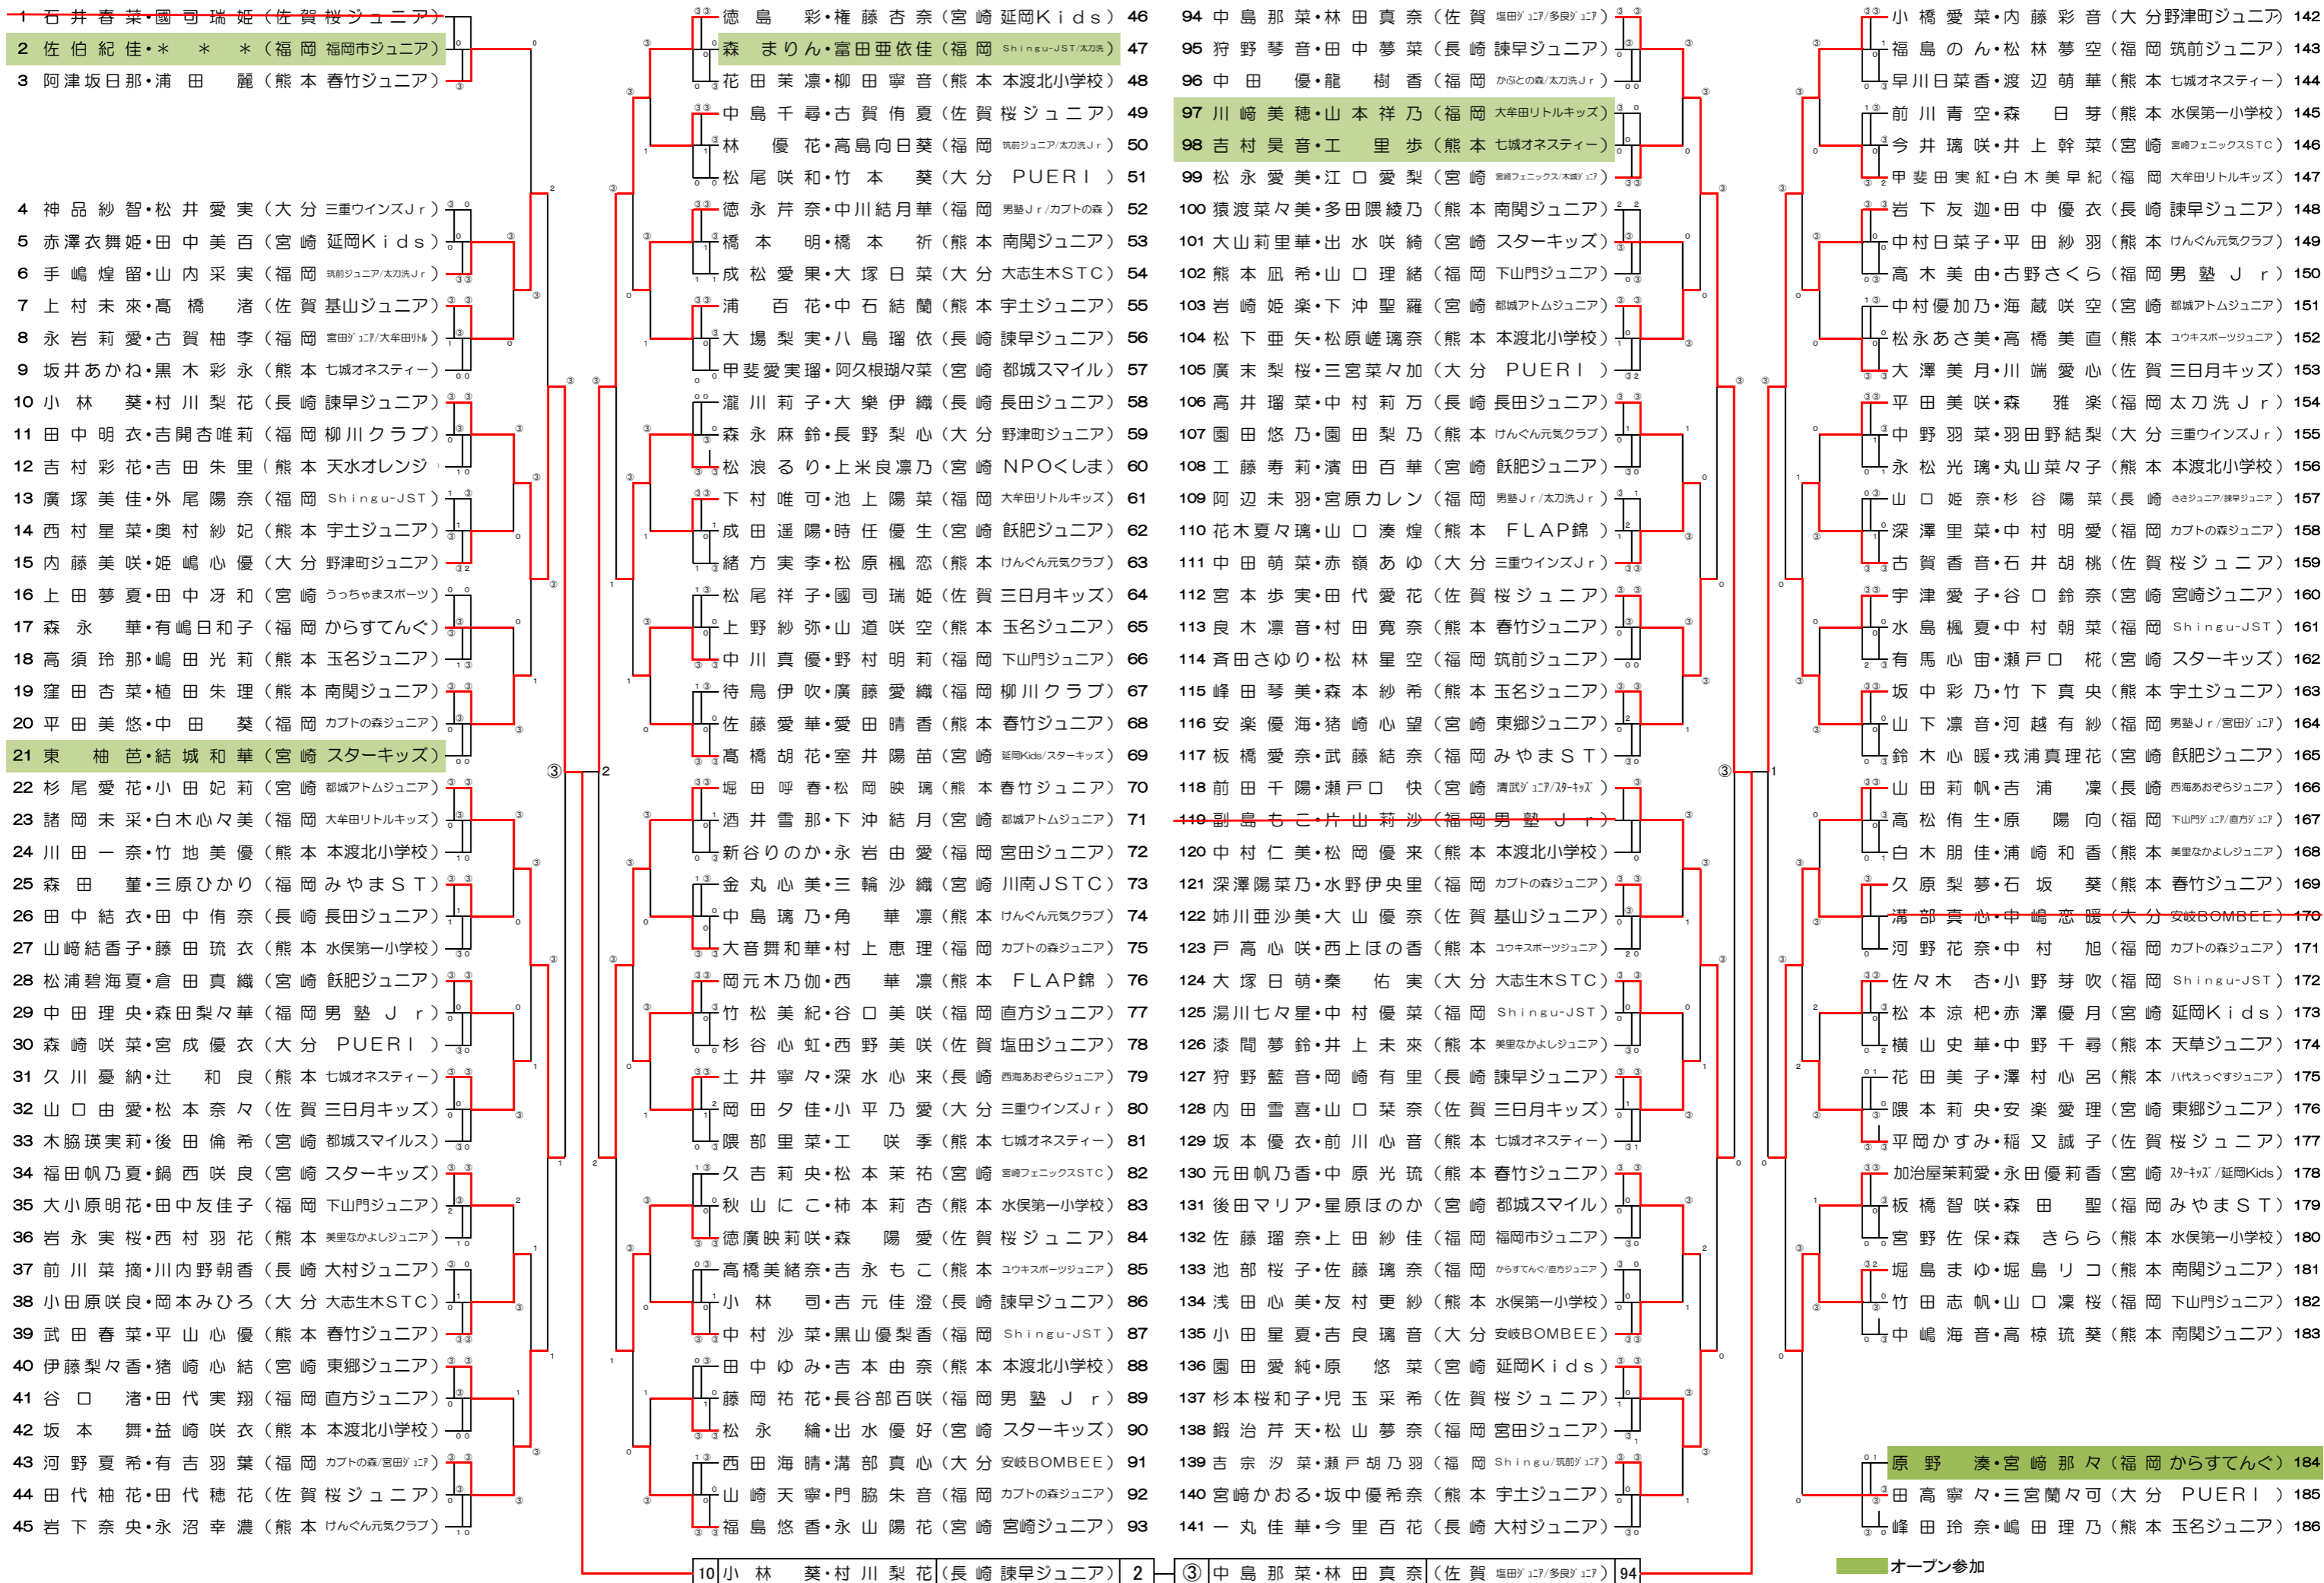 1 石井春菜・國司瑞姫（佐賀桜ジュニア）
2 佐伯紀佳・＊　＊　＊（福岡 福岡市ジュニア）
3 阿津坂日那・浦田　麗（熊本 春竹ジュニア）
4 神品紗智・松井愛実（大分 三重ウインズJr）
5 赤澤衣舞姫・田中美百（宮崎 延岡Kids）
6 手嶋煌留・山内采実（福岡 筑前ジュニア/太刀洗Jr）
7 上村未來・髙橋　渚（佐賀 基山ジュニア）
8 永岩莉愛・古賀柚李（福岡 宮田ジュニア/大牟田リトル）
9 坂井あかね・黒木彩永（熊本 七城オネスティー）
10 小林　葵・村川梨花（長崎 諫早ジュニア）
11 田中明衣・吉開杏唯莉（福岡 柳川クラブ）
12 吉村彩花・吉田朱里（熊本 天水オレンジ）
13 廣塚美佳・外尾陽奈（福岡 Shingu-JST）
14 西村星菜・奥村紗妃（熊本 宇土ジュニア）
15 内藤美咲・姫嶋心優（大分 野津町ジュニア）
16 上田夢夏・田中冴和（宮崎 うっちゃまスポーツ）
17 森永　華・有嶋日和子（福岡 からすてんぐ）
18 高須玲那・嶋田光莉（熊本 玉名ジュニア）
19 窪田杏菜・植田朱理（熊本 南関ジュニア）
20 平田美悠・中田　葵（福岡 カブトの森ジュニア）
21 東　柚芭・結城和華（宮崎 スターキッズ）
22 杉尾愛花・小田妃莉（宮崎 都城アトムジュニア）
23 諸岡未采・白木心々美（福岡 大牟田リトルキッズ）
24 川田一奈・竹地美優（熊本 本渡北小学校）
25 森田　菫・三原ひかり（福岡 みやまST）
26 田中結衣・田中侑奈（長崎 長田ジュニア）
27 山﨑結香子・藤田琉衣（熊本 水俣第一小学校）
28 松浦碧海夏・倉田真織（宮崎 飫肥ジュニア）
29 中田理央・森田梨々華（福岡 男塾Jr）
30 森崎咲菜・宮成優衣（大分 PUERI）
31 久川憂納・辻　和良（熊本 七城オネスティー）
32 山口由愛・松本奈々（佐賀 三日月キッズ）
33 木脇瑛実莉・後田倫希（宮崎 都城スマイルス）
34 福田帆乃夏・鍋西咲良（宮崎 スターキッズ）
35 大小原明花・田中友佳子（福岡 下山門ジュニア）
36 岩永実桜・西村羽花（熊本 美里なかよしジュニア）
37 前川菜摘・川内野朝香（長崎 大村ジュニア）
38 小田原咲良・岡本みひろ（大分 大志生木STC）
39 武田春菜・平山心優（熊本 春竹ジュニア）
40 伊藤梨々香・猪崎心結（宮崎 東郷ジュニア）
41 谷口　渚・田代実翔（福岡 直方ジュニア）
42 坂本　舞・益崎咲衣（熊本 本渡北小学校）
43 河野夏希・有吉羽葉（福岡 カブトの森/宮田ジュニア）
44 田代柚花・田代穂花（佐賀 桜ジュニア）
45 岩下奈央・永沼幸濃（熊本 けんぐん元気クラブ）
徳島　彩・権藤杏奈（宮崎 延岡Kids）46
森　まりん・富田亜依佳（福岡 Shingu-JST/太刀洗）47
花田茉凛・柳田寧音（熊本 本渡北小学校）48
中島千尋・古賀侑夏（佐賀 桜ジュニア）49
林　優花・高島向日葵（福岡 筑前ジュニア/太刀洗Jr）50
松尾咲和・竹本　葵（大分 PUERI）51
徳永芹奈・中川結月華（福岡 男塾Jr/カブトの森）52
橋本　明・橋本　祈（熊本 南関ジュニア）53
成松愛果・大塚日菜（大分 大志生木STC）54
浦　百花・中石結蘭（熊本 宇土ジュニア）55
大場梨実・八島瑠依（長崎 諫早ジュニア）56
甲斐愛実瑠・阿久根瑚々菜（宮崎 都城スマイル）57
瀧川莉子・大樂伊織（長崎 長田ジュニア）58
森永麻鈴・長野梨心（大分 野津町ジュニア）59
松浪るり・上米良凛乃（宮崎 NPOくしま）60
下村唯可・池上陽菜（福岡 大牟田リトルキッズ）61
成田遥陽・時任優生（宮崎 飫肥ジュニア）62
緒方実李・松原楓恋（熊本 けんぐん元気クラブ）63
松尾祥子・國司瑞姫（佐賀 三日月キッズ）64
上野紗弥・山道咲空（熊本 玉名ジュニア）65
中川真優・野村明莉（福岡 下山門ジュニア）66
待鳥伊吹・廣藤愛織（福岡 柳川クラブ）67
佐藤愛華・愛田晴香（熊本 春竹ジュニア）68
髙橋胡花・室井陽苗（宮崎 延岡Kids/スターキッズ）69
堀田呼春・松岡映璃（熊本 春竹ジュニア）70
酒井雪那・下沖結月（宮崎 都城アトムジュニア）71
新谷りのか・永岩由愛（福岡 宮田ジュニア）72
金丸心美・三輪沙織（宮崎 川南JSTC）73
中島璃乃・角　華凛（熊本 けんぐん元気クラブ）74
大音舞和華・村上恵理（福岡 カブトの森ジュニア）75
岡元木乃伽・西　華凛（熊本 FLAP錦）76
竹松美紀・谷口美咲（福岡 直方ジュニア）77
杉谷心虹・西野美咲（佐賀 塩田ジュニア）78
土井寧々・深水心来（長崎 西海あおぞらジュニア）79
岡田夕佳・小平乃愛（大分 三重ウインズJr）80
隈部里菜・工　咲季（熊本 七城オネスティー）81
久吉莉央・松本茉祐（宮崎 宮崎フェニックスSTC）82
秋山にこ・柿本莉杏（熊本 水俣第一小学校）83
徳廣映莉咲・森　陽愛（佐賀 桜ジュニア）84
高橋美緒奈・吉永もこ（熊本 ユウキスポーツジュニア）85
小林　司・吉元佳澄（長崎 諫早ジュニア）86
中村沙菜・黒山優梨香（福岡 Shingu-JST）87
田中ゆみ・吉本由奈（熊本 本渡北小学校）88
藤岡祐花・長谷部百咲（福岡 男塾Jr）89
松永　綸・出水優好（宮崎 スターキッズ）90
西田海晴・溝部真心（大分 安岐BOMBEE）91
山崎天寧・門脇朱音（福岡 カブトの森ジュニア）92
福島悠香・永山陽花（宮崎 宮崎ジュニア）93
94 中島那菜・林田真奈（佐賀 塩田ジュニア/多良ジュニア）
95 狩野琴音・田中夢菜（長崎 諫早ジュニア）
96 中田　優・龍　樹香（福岡 かぶとの森/太刀洗Jr）
97 川﨑美穂・山本祥乃（福岡 大牟田リトルキッズ）
98 吉村昊音・工　里歩（熊本 七城オネスティー）
99 松永愛美・江口愛梨（宮崎 宮崎フェニックス/木城ジュニア）
100 猿渡菜々美・多田隈綾乃（熊本 南関ジュニア）
101 大山莉里華・出水咲綺（宮崎 スターキッズ）
102 熊本凪希・山口理緒（福岡 下山門ジュニア）
103 岩崎姫楽・下沖聖羅（宮崎 都城アトムジュニア）
104 松下亜矢・松原嵯璃奈（熊本 本渡北小学校）
105 廣末梨桜・三宮菜々加（大分 PUERI）
106 高井瑠菜・中村莉万（長崎 長田ジュニア）
107 園田悠乃・園田梨乃（熊本 けんぐん元気クラブ）
108 工藤寿莉・濱田百華（宮崎 飫肥ジュニア）
109 阿辺未羽・宮原カレン（福岡 男塾Jr/太刀洗Jr）
110 花木夏々璃・山口湊煌（熊本 FLAP錦）
111 中田萌菜・赤嶺あゆ（大分 三重ウインズJr）
112 宮本歩実・田代愛花（佐賀 桜ジュニア）
113 良木凛音・村田寛奈（熊本 春竹ジュニア）
114 斉田さゆり・松林星空（福岡 筑前ジュニア）
115 峰田琴美・森本紗希（熊本 玉名ジュニア）
116 安楽優海・猪崎心望（宮崎 東郷ジュニア）
117 板橋愛奈・武藤結奈（福岡 みやまST）
118 前田千陽・瀬戸口　快（宮崎 清武ジュニア/スターキッズ）
119 副島もこ・片山莉沙（福岡 男塾Jr）
120 中村仁美・松岡優来（熊本 本渡北小学校）
121 深澤陽菜乃・水野伊央里（福岡 カブトの森ジュニア）
122 姉川亜沙美・大山優奈（佐賀 基山ジュニア）
123 戸高心咲・西上ほの香（熊本 ユウキスポーツジュニア）
124 大塚日萌・秦　佑実（大分 大志生木STC）
125 湯川七々星・中村優菜（福岡 Shingu-JST）
126 漆間夢鈴・井上未來（熊本 美里なかよしジュニア）
127 狩野藍音・岡崎有里（長崎 諫早ジュニア）
128 内田雪喜・山口栞奈（佐賀 三日月キッズ）
129 坂本優衣・前川心音（熊本 七城オネスティー）
130 元田帆乃香・中原光琉（熊本 春竹ジュニア）
131 後田マリア・星原ほのか（宮崎 都城スマイル）
132 佐藤瑠奈・上田紗佳（福岡 福岡市ジュニア）
133 池部桜子・佐藤璃奈（福岡 からすてんぐ/直方ジュニア）
134 浅田心美・友村更紗（熊本 水俣第一小学校）
135 小田星夏・吉良璃音（大分 安岐BOMBEE）
136 園田愛純・原　悠菜（宮崎 延岡Kids）
137 杉本桜和子・児玉采希（佐賀 桜ジュニア）
138 鍜治芹天・松山夢奈（福岡 宮田ジュニア）
139 吉宗汐菜・瀬戸胡乃羽（福岡 Shingu/筑前ジュニア）
140 宮﨑かおる・坂中優希奈（熊本 宇土ジュニア）
141 一丸佳華・今里百花（長崎 大村ジュニア）
小橋愛菜・内藤彩音（大分 野津町ジュニア）142
福島のん・松林夢空（福岡 筑前ジュニア）143
早川日菜香・渡辺萌華（熊本 七城オネスティー）144
前川青空・森　日芽（熊本 水俣第一小学校）145
今井璃咲・井上幹菜（宮崎 宮崎フェニックスSTC）146
甲斐田実紅・白木美早紀（福岡 大牟田リトルキッズ）147
岩下友迦・田中優衣（長崎 諫早ジュニア）148
中村日菜子・平田紗羽（熊本 けんぐん元気クラブ）149
高木美由・古野さくら（福岡 男塾Jr）150
中村優加乃・海蔵咲空（宮崎 都城アトムジュニア）151
松永あさ美・高橋美直（熊本 ユウキスポーツジュニア）152
大澤美月・川端愛心（佐賀 三日月キッズ）153
平田美咲・森　雅楽（福岡 太刀洗Jr）154
中野羽菜・羽田野結梨（大分 三重ウインズJr）155
永松光璃・丸山菜々子（熊本 本渡北小学校）156
山口姫奈・杉谷陽菜（長崎 ささジュニア/諫早ジュニア）157
深澤里菜・中村明愛（福岡 カブトの森ジュニア）158
古賀香音・石井胡桃（佐賀 桜ジュニア）159
宇津愛子・谷口鈴奈（宮崎 宮崎ジュニア）160
水島楓夏・中村朝菜（福岡 Shingu-JST）161
有馬心宙・瀬戸口　椛（宮崎 スターキッズ）162
坂中彩乃・竹下真央（熊本 宇土ジュニア）163
山下凛音・河越有紗（福岡 男塾Jr/宮田ジュニア）164
鈴木心暖・戎浦真理花（宮崎 飫肥ジュニア）165
山田莉帆・吉浦　凜（長崎 西海あおぞらジュニア）166
高松侑生・原　陽向（福岡 下山門ジュニア/直方ジュニア）167
白木朋佳・浦崎和香（熊本 美里なかよしジュニア）168
久原梨夢・石坂　葵（熊本 春竹ジュニア）169
溝部真心・中嶋恋暖（大分 安岐BOMBEE）170
河野花奈・中村　旭（福岡 カブトの森ジュニア）171
佐々木　杏・小野芽吹（福岡 Shingu-JST）172
松本涼杷・赤澤優月（宮崎 延岡Kids）173
横山史華・中野千尋（熊本 天草ジュニア）174
花田美子・澤村心呂（熊本 八代えっぐすジュニア）175
隈本莉央・安楽愛理（宮崎 東郷ジュニア）176
平岡かすみ・稲又誠子（佐賀 桜ジュニア）177
加治屋茉莉愛・永田優莉香（宮崎 スターキッズ/延岡Kids）178
板橋智咲・森田　聖（福岡 みやまST）179
宮野佐保・森　きらら（熊本 水俣第一小学校）180
堀島まゆ・堀島リコ（熊本 南関ジュニア）181
竹田志帆・山口凜桜（福岡 下山門ジュニア）182
中嶋海音・高椋琉葵（熊本 南関ジュニア）183
原野　湊・宮﨑那々（福岡 からすてんぐ）184
田高寧々・三宮蘭々可（大分 PUERI）185
峰田玲奈・嶋田理乃（熊本 玉名ジュニア）186
10 小林　葵・村川梨花（長崎 諫早ジュニア）2 ③ 中島那菜・林田真奈（佐賀 塩田ジュニア/多良ジュニア）94
オープン参加